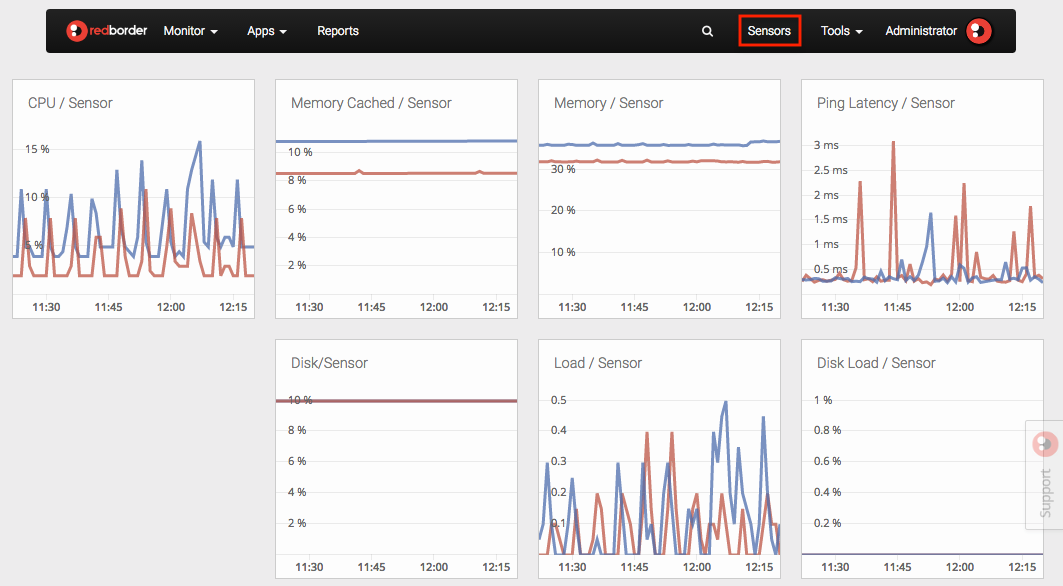 redborder Monitor Apps Reports Sensors Tools Administrator
CPU / Sensor
15 %
10 %
5 %
11:30 11:45 12:00 12:15
Memory Cached / Sensor
10 %
8 %
6 %
4 %
2 %
11:30 11:45 12:00 12:15
Memory / Sensor
30 %
20 %
10 %
11:30 11:45 12:00 12:15
Ping Latency / Sensor
3 ms
2.5 ms
2 ms
1.5 ms
1 ms
0.5 ms
11:30 11:45 12:00 12:15
Disk/Sensor
10 %
8 %
6 %
4 %
2 %
11:30 11:45 12:00 12:15
Load / Sensor
0.5
0.4
0.3
0.2
0.1
11:30 11:45 12:00 12:15
Disk Load / Sensor
1 %
0.8 %
0.6 %
0.4 %
0.2 %
11:30 11:45 12:00 12:15
Support